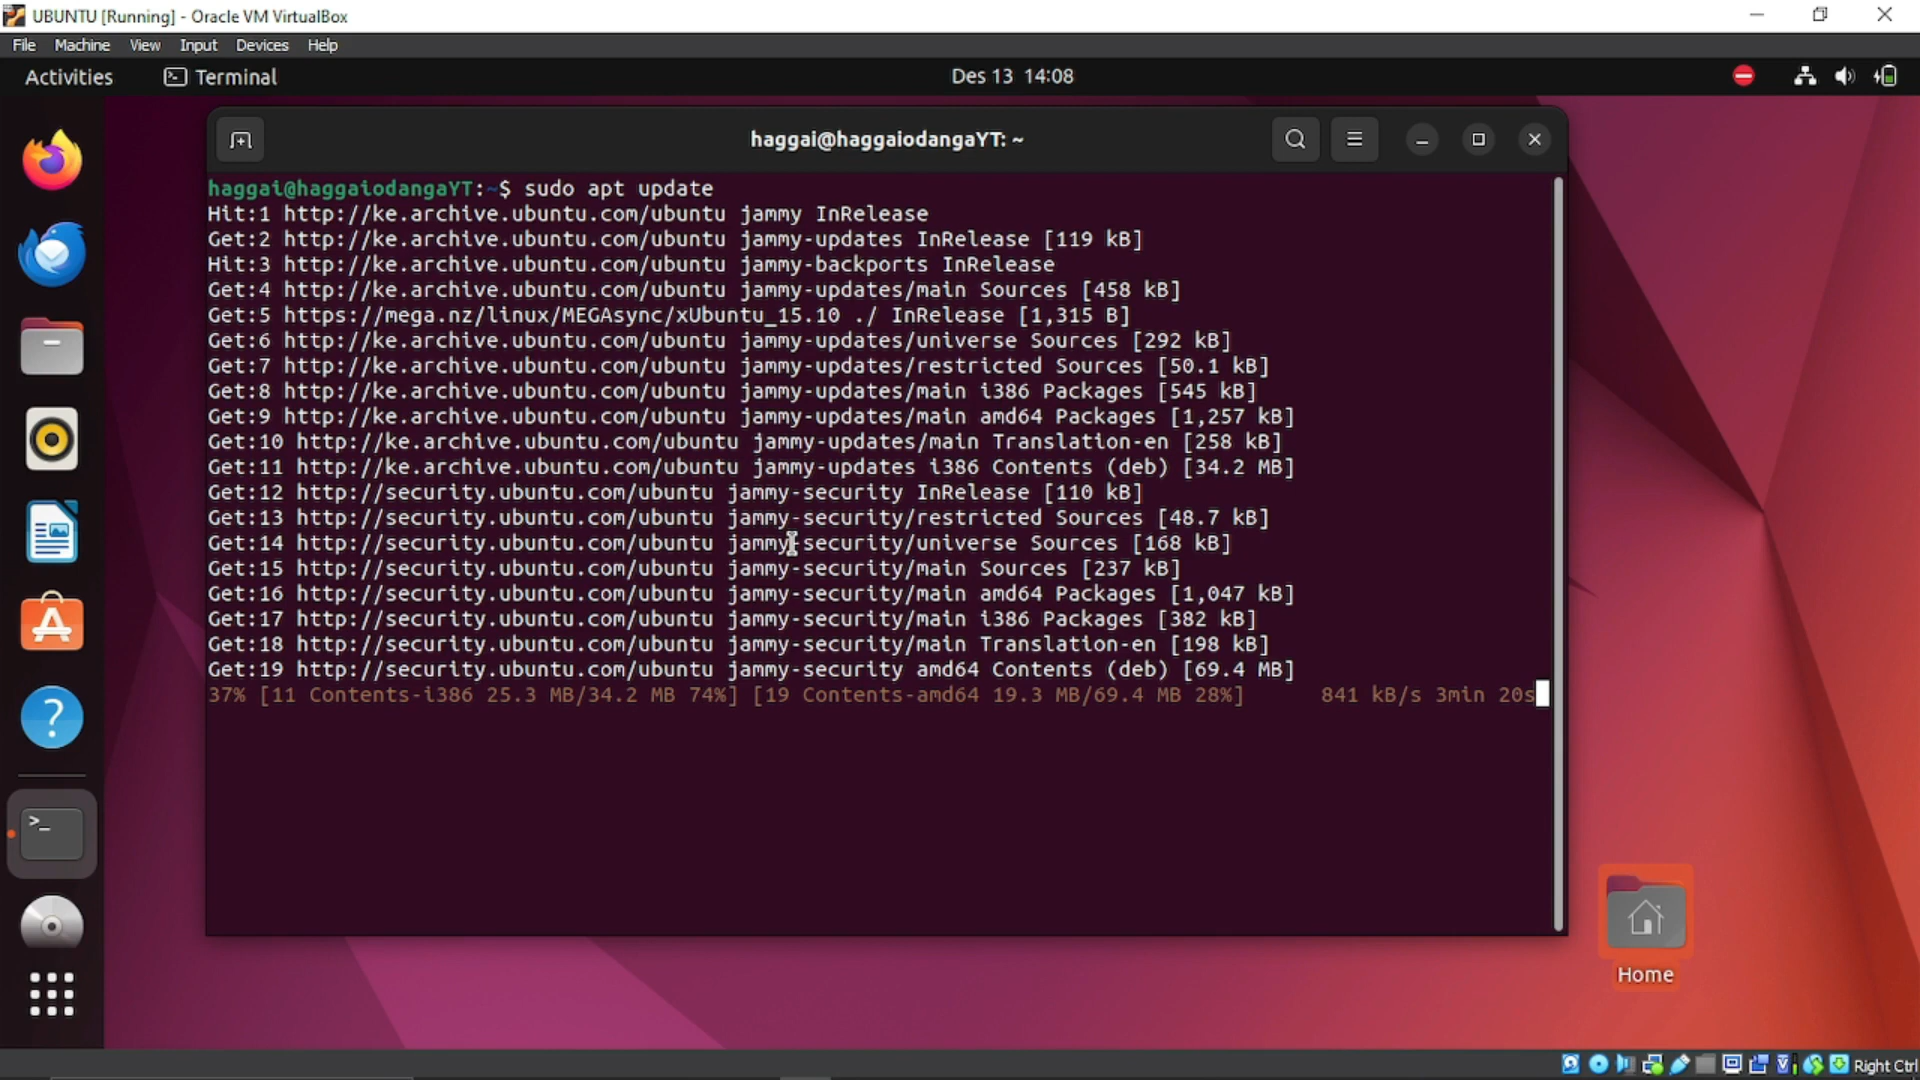 UBUNTU [Running] - Oracle VM VirtualBox
File Machine View Input Devices Help
Activities Terminal Des 13 14:08
haggai@haggaiodangaYT: ~
haggai@haggaiodangaYT:~$ sudo apt update
Hit:1 http://ke.archive.ubuntu.com/ubuntu jammy InRelease
Get:2 http://ke.archive.ubuntu.com/ubuntu jammy-updates InRelease [119 kB]
Hit:3 http://ke.archive.ubuntu.com/ubuntu jammy-backports InRelease
Get:4 http://ke.archive.ubuntu.com/ubuntu jammy-updates/main Sources [458 kB]
Get:5 https://mega.nz/linux/MEGAsync/xUbuntu_15.10 ./ InRelease [1,315 B]
Get:6 http://ke.archive.ubuntu.com/ubuntu jammy-updates/universe Sources [292 kB]
Get:7 http://ke.archive.ubuntu.com/ubuntu jammy-updates/restricted Sources [50.1 kB]
Get:8 http://ke.archive.ubuntu.com/ubuntu jammy-updates/main i386 Packages [545 kB]
Get:9 http://ke.archive.ubuntu.com/ubuntu jammy-updates/main amd64 Packages [1,257 kB]
Get:10 http://ke.archive.ubuntu.com/ubuntu jammy-updates/main Translation-en [258 kB]
Get:11 http://ke.archive.ubuntu.com/ubuntu jammy-updates i386 Contents (deb) [34.2 MB]
Get:12 http://security.ubuntu.com/ubuntu jammy-security InRelease [110 kB]
Get:13 http://security.ubuntu.com/ubuntu jammy-security/restricted Sources [48.7 kB]
Get:14 http://security.ubuntu.com/ubuntu jammy-security/universe Sources [168 kB]
Get:15 http://security.ubuntu.com/ubuntu jammy-security/main Sources [237 kB]
Get:16 http://security.ubuntu.com/ubuntu jammy-security/main amd64 Packages [1,047 kB]
Get:17 http://security.ubuntu.com/ubuntu jammy-security/main i386 Packages [382 kB]
Get:18 http://security.ubuntu.com/ubuntu jammy-security/main Translation-en [198 kB]
Get:19 http://security.ubuntu.com/ubuntu jammy-security amd64 Contents (deb) [69.4 MB]
37% [11 Contents-i386 25.3 MB/34.2 MB 74%] [19 Contents-amd64 19.3 MB/69.4 MB 28%] 841 kB/s 3min 20s
Home
Right Ctrl